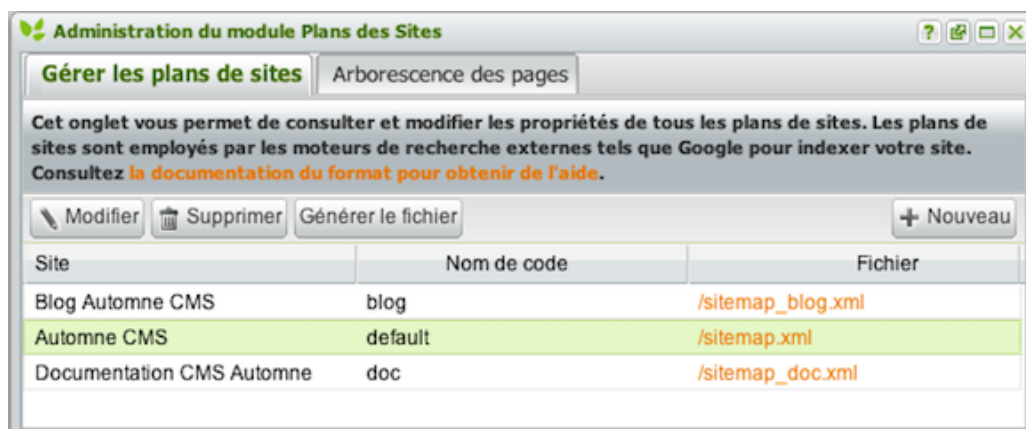 Administration du module Plans des Sites
?
Gérer les plans de sites Arborescence des pages
Cet onglet vous permet de consulter et modifier les propriétés de tous les plans de sites. Les plans de
sites sont employés par les moteurs de recherche externes tels que Google pour indexer votre site.
Consultez la documentation du format pour obtenir de l'aide.
Modifier Supprimer Générer le fichier + Nouveau
Site Nom de code Fichier
Blog Automne CMS blog /sitemap_blog.xml
Automne CMS default /sitemap.xml
Documentation CMS Automne doc /sitemap_doc.xml